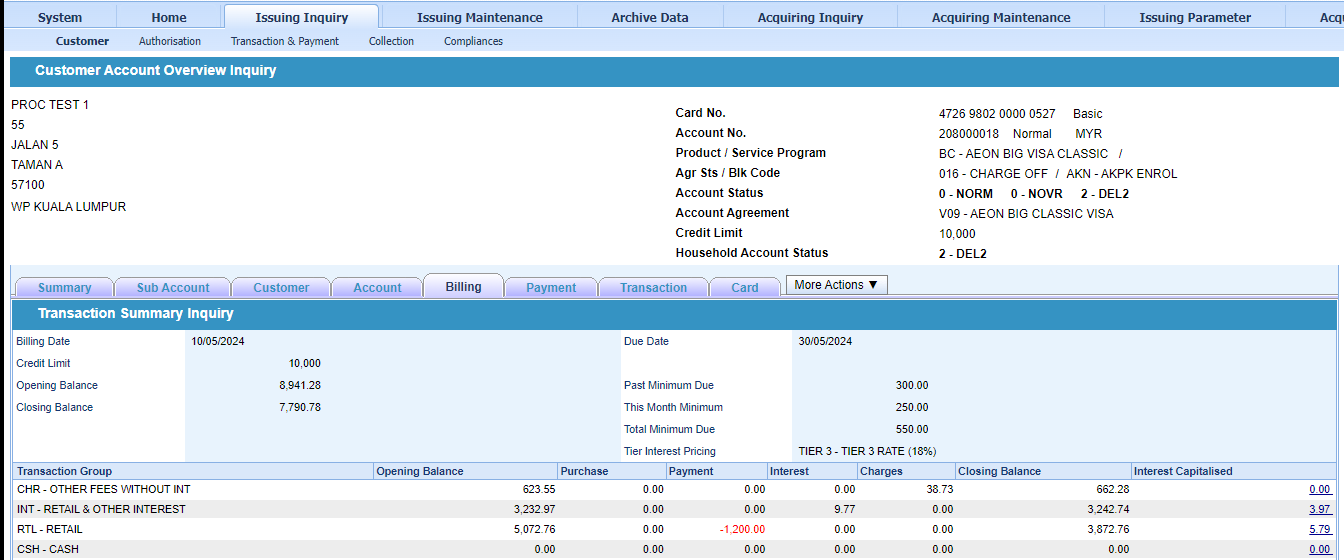 System Home Issuing Inquiry Issuing Maintenance Archive Data Acquiring Inquiry Acquiring Maintenance Issuing Parameter
Customer Authorisation Transaction & Payment Collection Compliances
Customer Account Overview Inquiry
PROC TEST 1
55
JALAN 5
TAMAN A
57100
WP KUALA LUMPUR
Card No. 4726 9802 0000 0527 Basic
Account No. 208000018 Normal MYR
Product / Service Program BC - AEON BIG VISA CLASSIC /
Agr Sts / Blk Code 016 - CHARGE OFF / AKN - AKPK ENROL
Account Status 0 - NORM 0 - NOVR 2 - DEL2
Account Agreement V09 - AEON BIG CLASSIC VISA
Credit Limit 10,000
Household Account Status 2 - DEL2
Summary Sub Account Customer Account Billing Payment Transaction Card More Actions ▼
Transaction Summary Inquiry
Billing Date 10/05/2024 Due Date 30/05/2024
Credit Limit 10,000
Opening Balance 8,941.28 Past Minimum Due 300.00
Closing Balance 7,790.78 This Month Minimum 250.00
Total Minimum Due 550.00
Tier Interest Pricing TIER 3 - TIER 3 RATE (18%)
Transaction Group Opening Balance Purchase Payment Interest Charges Closing Balance Interest Capitalised
CHR - OTHER FEES WITHOUT INT 623.55 0.00 0.00 0.00 38.73 662.28 0.00
INT - RETAIL & OTHER INTEREST 3,232.97 0.00 0.00 9.77 0.00 3,242.74 3.97
RTL - RETAIL 5,072.76 0.00 -1,200.00 0.00 0.00 3,872.76 5.79
CSH - CASH 0.00 0.00 0.00 0.00 0.00 0.00 0.00